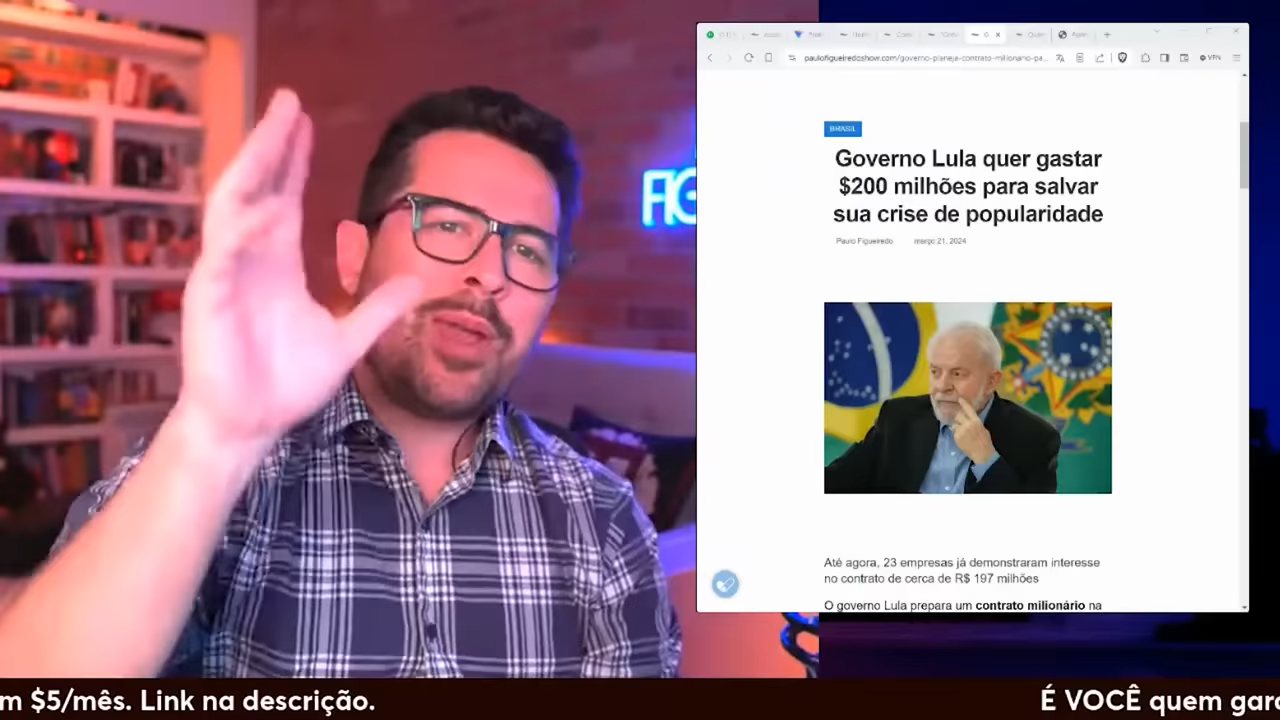 FIG
paulofigueiredoshow.com/governo-planeja-contrato-milionario-ga...
VPN
BRASIL
Governo Lula quer gastar
$200 milhões para salvar
sua crise de popularidade
Paulo Figueiredo março 21, 2024
Até agora, 23 empresas já demonstraram interesse
no contrato de cerca de R$ 197 milhões
O governo Lula prepara um contrato milionário na
m $5/mês. Link na descrição.
É VOCÊ quem gara